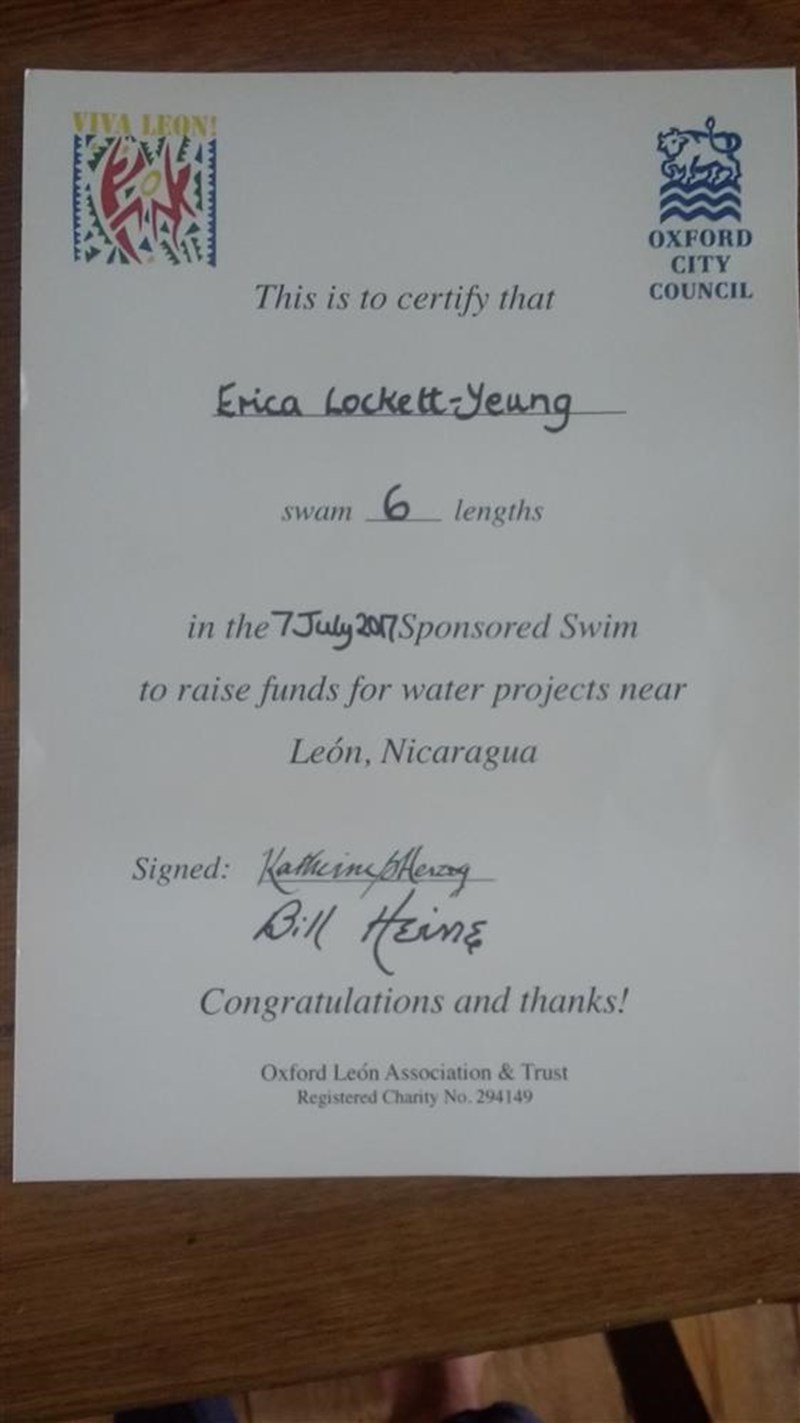 VIVA LEON!
OXFORD
CITY
COUNCIL
This is to certify that
Erica Lockett-Yeung
swam 6 lengths
in the 7 July 2017 Sponsored Swim
to raise funds for water projects near
León, Nicaragua
Signed: Katherine Herzog
Bill Heine
Congratulations and thanks!
Oxford León Association & Trust
Registered Charity No. 294149